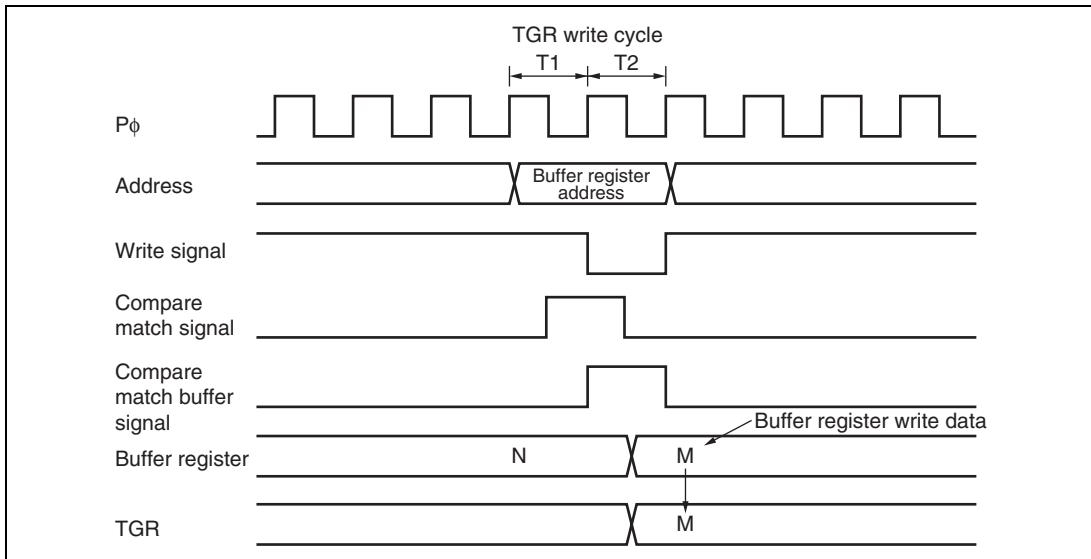 TGR write cycle
T1 T2
Pϕ
Address
Buffer register
address
Write signal
Compare
match signal
Compare
match buffer
signal
Buffer register write data
Buffer register
N M
TGR
M